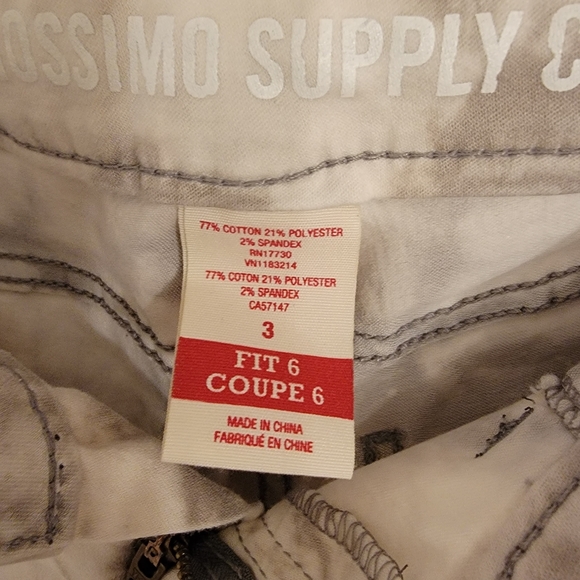 OSSIMO SUPPLY C
77% COTTON 21% POLYESTER
2% SPANDEX
RN17730
VN1183214
77% COTON 21% POLYESTER
2% SPANDEX
CA57147
3
FIT 6
COUPE 6
MADE IN CHINA
FABRIQUÉ EN CHINE